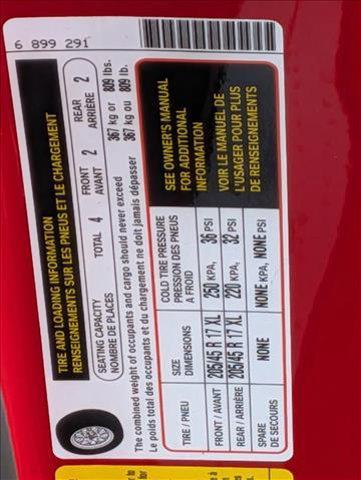 6 899 291
TIRE AND LOADING INFORMATION
RENSEIGNEMENTS SUR LES PNEUS ET LE CHARGEMENT
SEATING CAPACITY
NOMBRE DE PLACES
TOTAL 4
FRONT
AVANT 2
REAR
ARRIÈRE 2
The combined weight of occupants and cargo should never exceed 367 kg or 809 lbs.
Le poids total des occupants et du chargement ne doit jamais dépasser 367 kg ou 809 lb.
TIRE / PNEU
SIZE
DIMENSIONS
COLD TIRE PRESSURE
PRESSION DES PNEUS
A FROID
FRONT / AVANT 205/45 R 17 XL 250 KPA, 36 PSI
REAR / ARRIÈRE 205/45 R 17 XL 220 KPA, 32 PSI
SPARE
DE SECOURS NONE NONE KPA, NONE PSI
SEE OWNER'S MANUAL
FOR ADDITIONAL
INFORMATION
VOIR LE MANUEL DE
L'USAGER POUR PLUS
DE RENSEIGNEMENTS